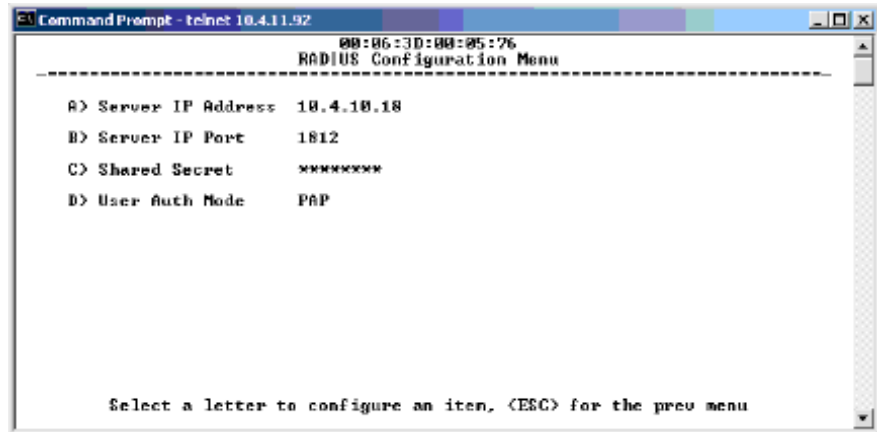 Command Prompt - telnet 10.4.11.92
00:06:3D:00:05:76
RADIUS Configuration Menu
A) Server IP Address 10.4.10.18
B) Server IP Port 1812
C) Shared Secret ********
D) User Auth Mode PAP
Select a letter to configure an item, <ESC> for the prev menu